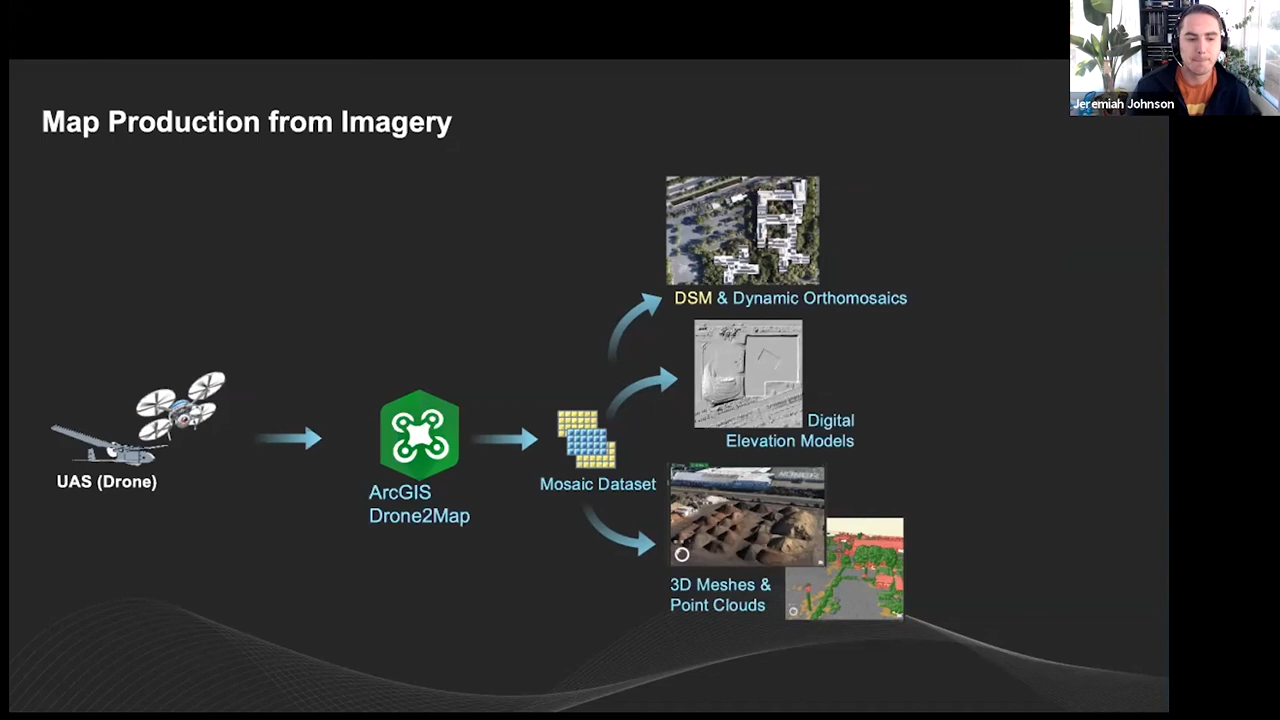 Jeremiah Johnson
Map Production from Imagery
DSM & Dynamic Orthomosaics
Digital
Elevation Models
UAS (Drone)
ArcGIS
Drone2Map
Mosaic Dataset
3D Meshes &
Point Clouds